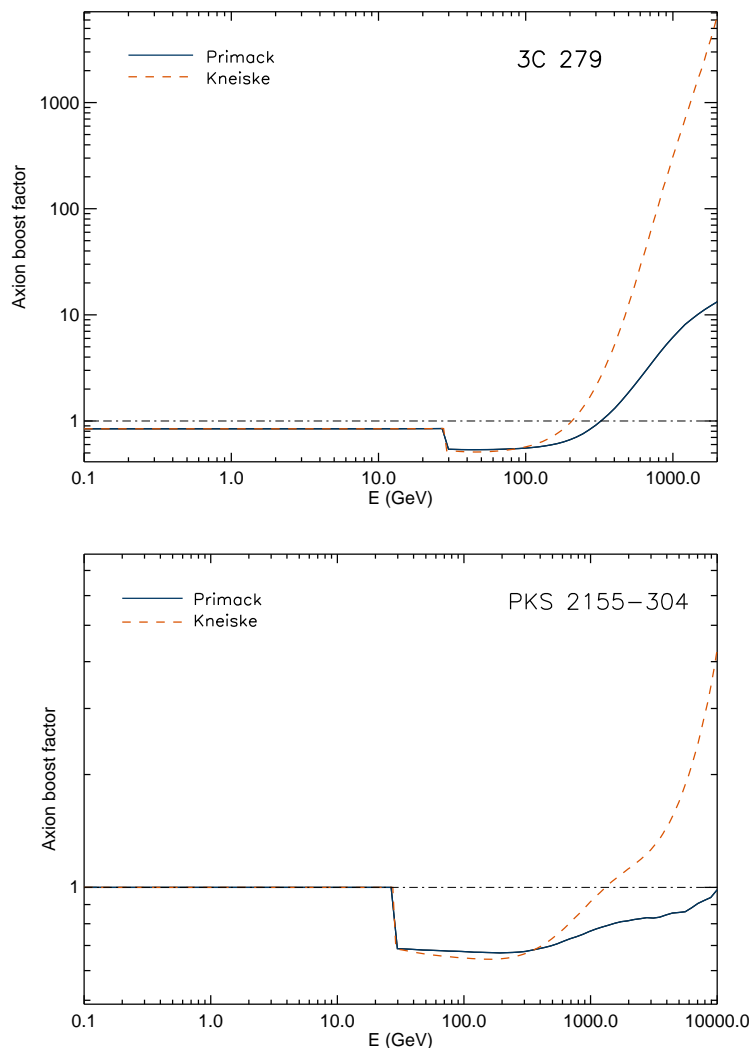 3C 279
Primack
Kneiske
1000
100
10
1
Axion boost factor
0.1 1.0 10.0 100.0 1000.0
E (GeV)
PKS 2155−304
Primack
Kneiske
1
Axion boost factor
0.1 1.0 10.0 100.0 1000.0 10000.0
E (GeV)